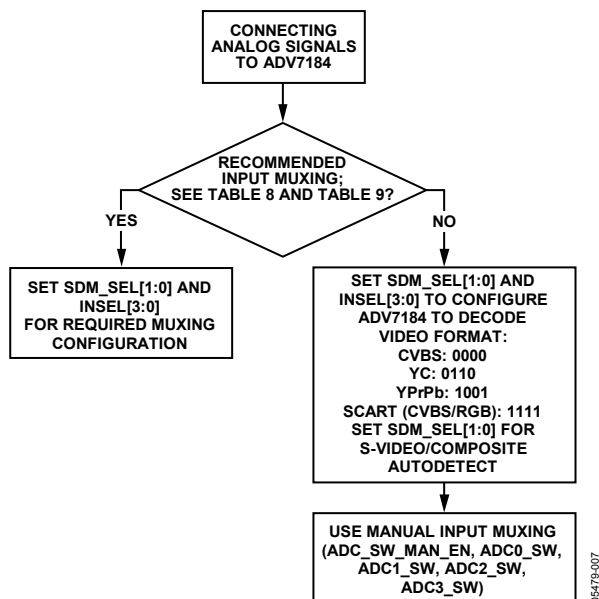 CONNECTING
ANALOG SIGNALS
TO ADV7184
RECOMMENDED
INPUT MUXING;
SEE TABLE 8 AND TABLE 9?
YES
NO
SET SDM_SEL[1:0] AND
INSEL[3:0]
FOR REQUIRED MUXING
CONFIGURATION
SET SDM_SEL[1:0] AND
INSEL[3:0] TO CONFIGURE
ADV7184 TO DECODE
VIDEO FORMAT:
CVBS: 0000
YC: 0110
YPrPb: 1001
SCART (CVBS/RGB): 1111
SET SDM_SEL[1:0] FOR
S-VIDEO/COMPOSITE
AUTODETECT
USE MANUAL INPUT MUXING
(ADC_SW_MAN_EN, ADC0_SW,
ADC1_SW, ADC2_SW,
ADC3_SW)
05479-007